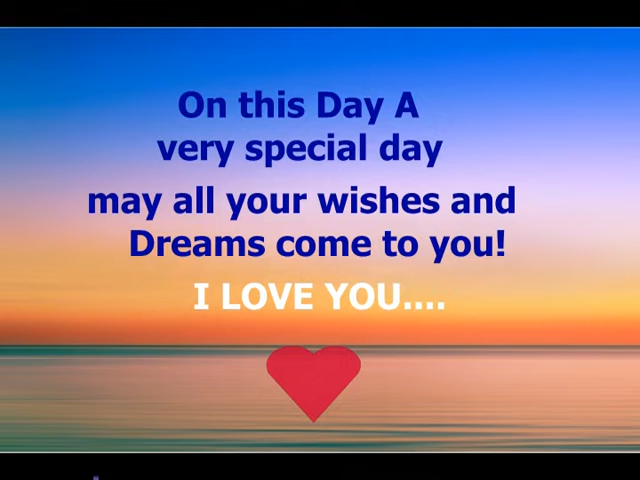 On this Day A
very special day
may all your wishes and
Dreams come to you!
I LOVE YOU....